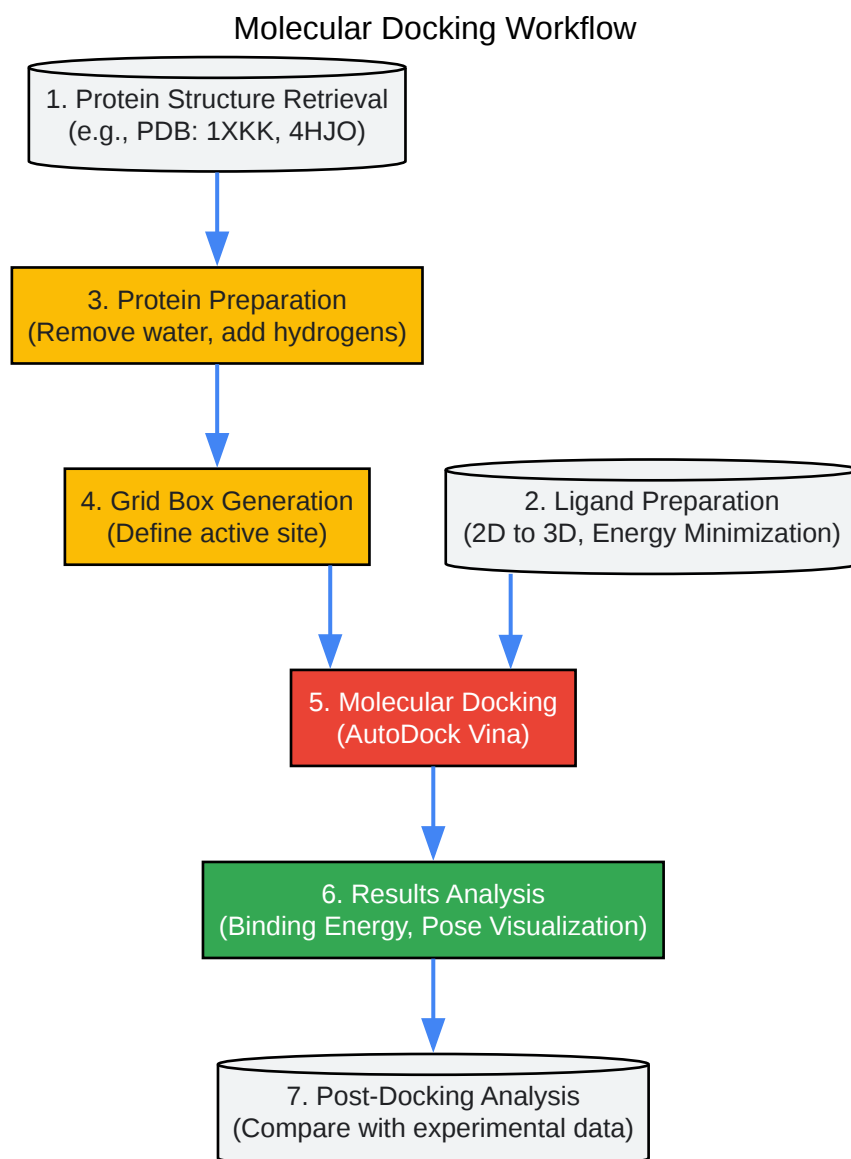 Molecular Docking Workflow
1. Protein Structure Retrieval
(e.g., PDB: 1XKK, 4HJO)
3. Protein Preparation
(Remove water, add hydrogens)
4. Grid Box Generation
(Define active site)
2. Ligand Preparation
(2D to 3D, Energy Minimization)
5. Molecular Docking
(AutoDock Vina)
6. Results Analysis
(Binding Energy, Pose Visualization)
7. Post-Docking Analysis
(Compare with experimental data)